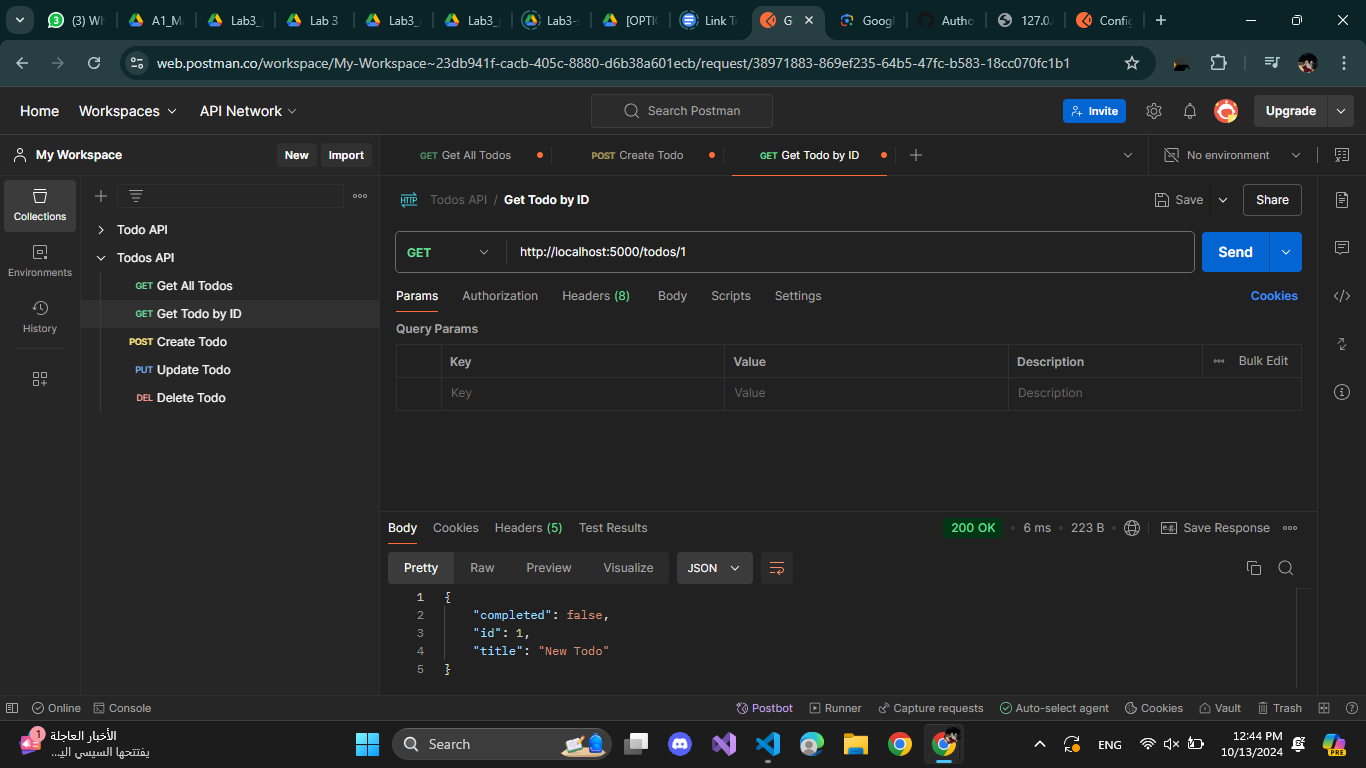 (3) W
A1_M
Lab3_
Lab 3
Lab3_
Lab3_
Lab3-
[OPTI
Link T
G
Googl
Autho
127.0.
Config
web.postman.co/workspace/My-Workspace~23db941f-cacb-405c-8880-d6b38a601ecb/request/38971883-869ef235-64b5-47fc-b583-18cc070fc1b1
Home Workspaces API Network Search Postman Invite Upgrade
My Workspace New Import
GET Get All Todos POST Create Todo GET Get Todo by ID No environment
Collections
Environments
History
Todo API
Todos API
GET Get All Todos
GET Get Todo by ID
POST Create Todo
PUT Update Todo
DEL Delete Todo
HTTP Todos API / Get Todo by ID Save Share
GET http://localhost:5000/todos/1 Send
Params Authorization Headers (8) Body Scripts Settings Cookies
Query Params
Key Value Description Bulk Edit
Key Value Description
Body Cookies Headers (5) Test Results 200 OK 6 ms 223 B e.g. Save Response
Pretty Raw Preview Visualize JSON
1 {
2 "completed": false,
3 "id": 1,
4 "title": "New Todo"
5 }
Online Console Postbot Runner Capture requests Auto-select agent Cookies Vault Trash
1
الأخبار العاجلة
يفتتحها السيسي اليـ...
Search
ENG
12:44 PM
10/13/2024
PRE